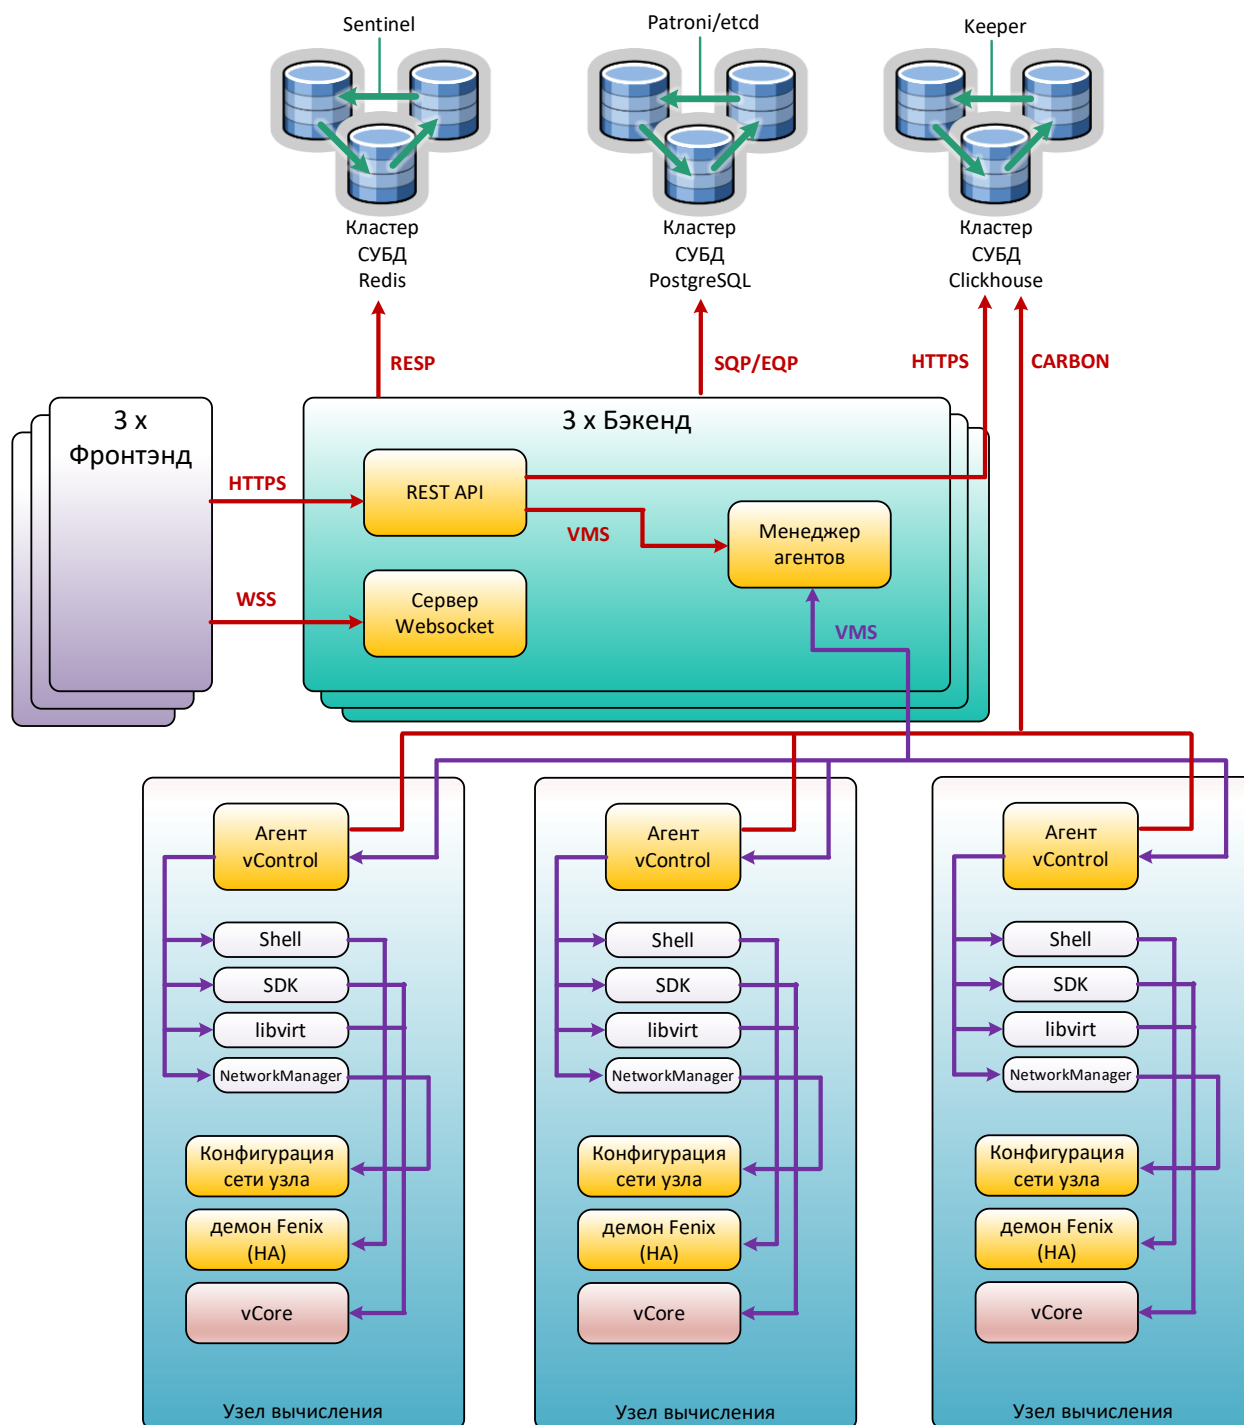 Sentinel
Patroni/etcd
Keeper
Кластер
СУБД
Redis
Кластер
СУБД
PostgreSQL
Кластер
СУБД
Clickhouse
RESP
SQP/EQP
HTTPS
CARBON
3 x
Фронтэнд
3 x Бэкенд
HTTPS
REST API
VMS
Менеджер
агентов
WSS
Сервер
Websocket
VMS
Агент
vControl
Shell
SDK
libvirt
NetworkManager
Конфигурация
сети узла
демон Fenix
(HA)
vCore
Узел вычисления
Агент
vControl
Shell
SDK
libvirt
NetworkManager
Конфигурация
сети узла
демон Fenix
(HA)
vCore
Узел вычисления
Агент
vControl
Shell
SDK
libvirt
NetworkManager
Конфигурация
сети узла
демон Fenix
(HA)
vCore
Узел вычисления